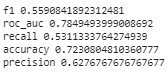 f1 0.5590841892312481
roc_auc 0.7849493999008692
recall 0.5311333764274939
accuracy 0.7230804810360777
precision 0.6276767676767677